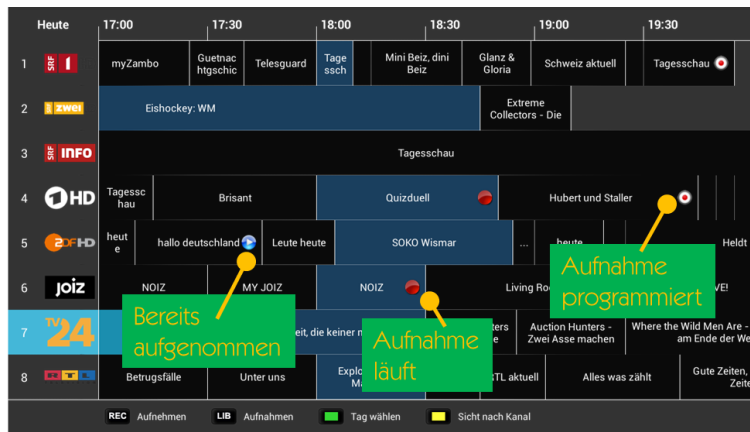 Heute 17:00 17:30 18:00 18:30 19:00 19:30
1 SRF 1 myZambo Guetnac htgschic Telesguard Tage ssch Mini Beiz, dini Beiz Glanz & Gloria Schweiz aktuell Tagesschau
2 SRF zwei Eishockey: WM Extreme Collectors - Die
3 SRF INFO Tagesschau
4 1 HD Tagessc hau Brisant Quizduell Hubert und Staller
5 ZDF HD heut e hallo deutschland Leute heute SOKO Wismar ... heute Heldt
Aufnahme
programmiert
6 joiz NOIZ MY JOIZ NOIZ Living VE!
Bereits
aufgenommen
Aufnahme
läuft
7 TV 24 eit, die keiner Auction Hunters - Zwei Asse machen Where the Wild Men Are - am Ende der We
8 RTL Betrugsfälle Unter uns Explo Ma RTL aktuell Alles was zählt Gute Zeiten, Zeite
REC Aufnehmen LIB Aufnahmen Tag wählen Sicht nach Kanal